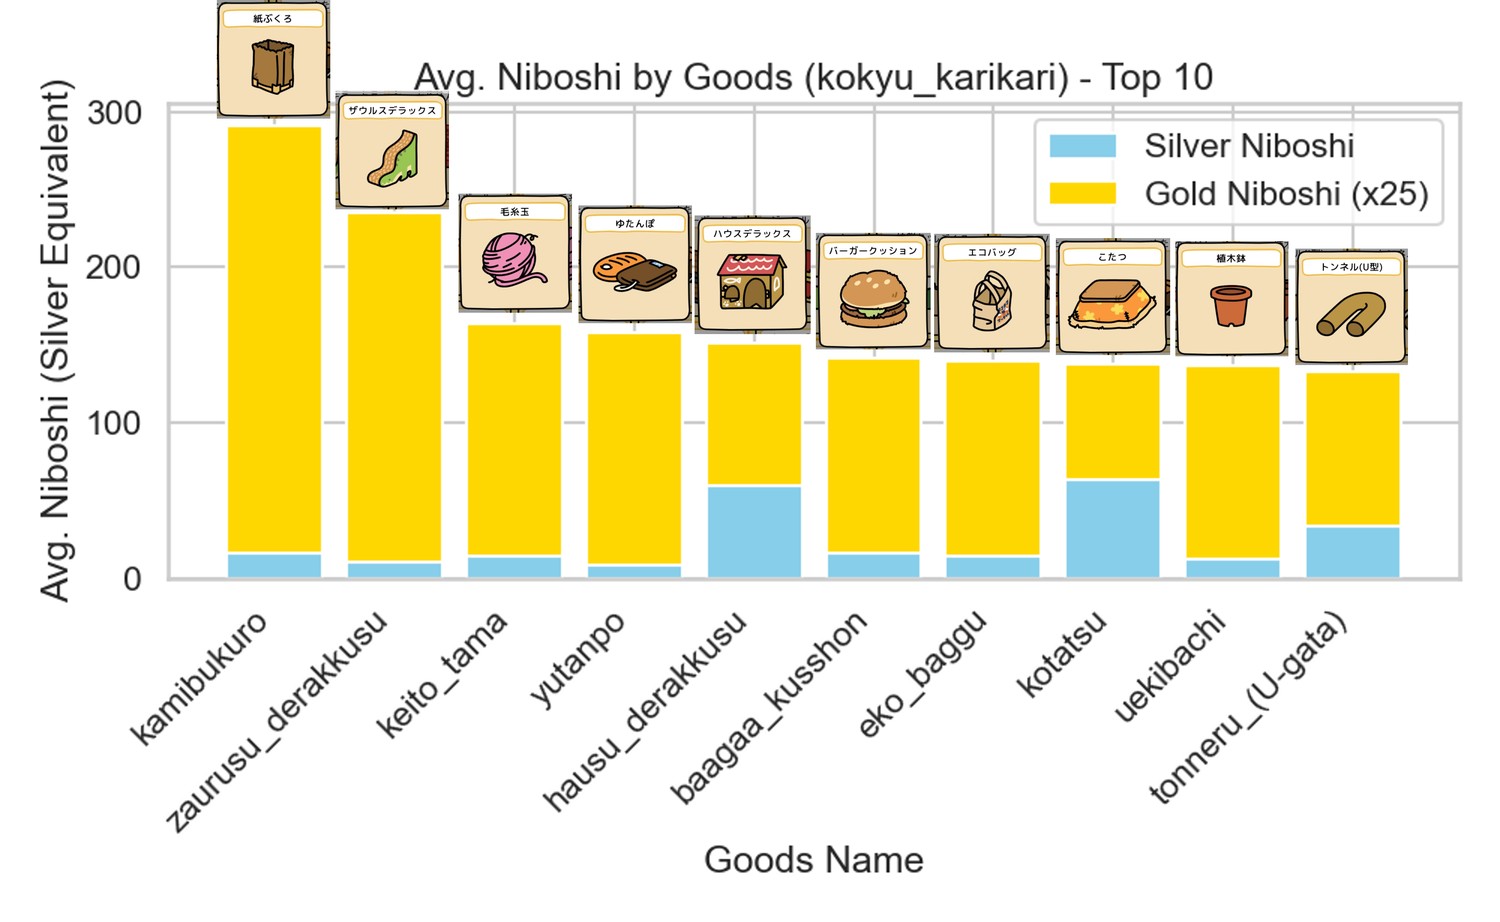 紙ぶくろ
Avg. Niboshi by Goods (kokyu_karikari) - Top 10
ザウルスデラックス
毛糸玉
ゆたんぽ
ハウスデラックス
バーガークッション
エコバッグ
こたつ
植木鉢
トンネル(U型)
Silver Niboshi
Gold Niboshi (x25)
Avg. Niboshi (Silver Equivalent)
300
200
100
0
kamibukuro
zaurusu_derakkusu
keito_tama
yutanpo
hausu_derakkusu
baagaa_kusshon
eko_baggu
kotatsu
uekibachi
tonneru_(U-gata)
Goods Name